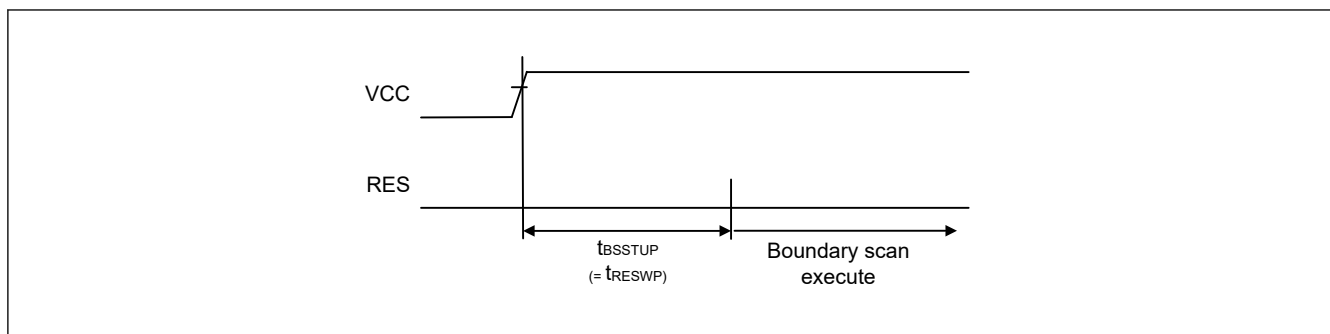 VCC
RES
tBSSTUP
(= tRESWP)
Boundary scan
execute